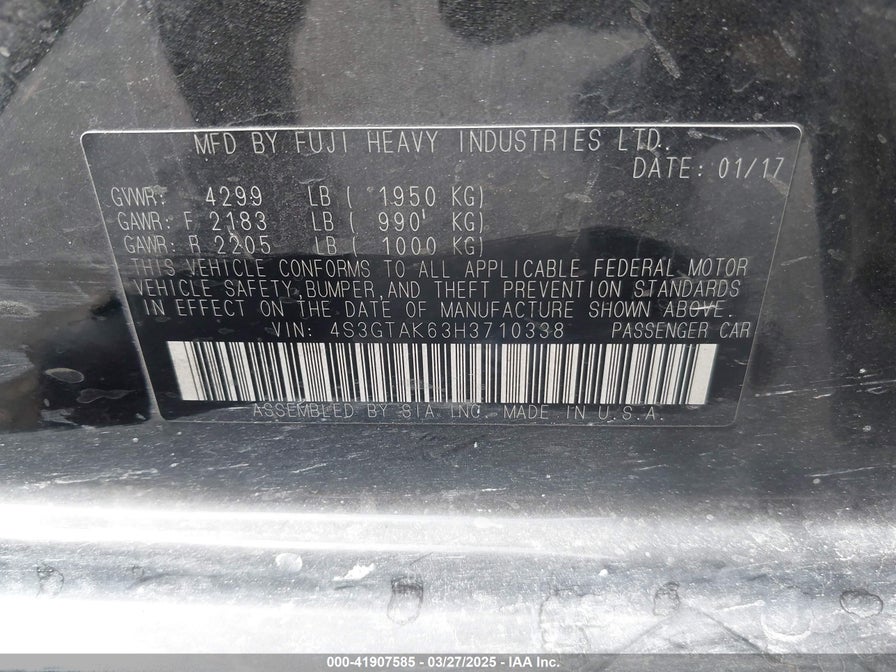 MFD BY FUJI HEAVY INDUSTRIES LTD.
DATE: 01/17
GVWR: 4299 LB ( 1950 KG)
GAWR: F 2183 LB ( 990 KG)
GAWR: R 2205 LB ( 1000 KG)
THIS VEHICLE CONFORMS TO ALL APPLICABLE FEDERAL MOTOR
VEHICLE SAFETY,BUMPER,AND THEFT PREVENTION STANDARDS
IN EFFECT ON THE DATE OF MANUFACTURE SHOWN ABOVE.
VIN: 4S3GTAK63H3710338 PASSENGER CAR
ASSEMBLED BY SIA, INC. MADE IN U.S.A.
000-41907585 - 03/27/2025 - IAA Inc.